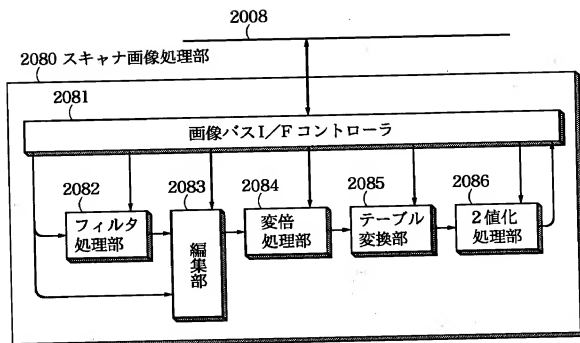 2008
2080 スキャナ画像処理部
2081
画像バスI/Fコントローラ
2082
フィルタ
処理部
2083
編集部
2084
変倍
処理部
2085
テーブル
変換部
2086
2値化
処理部